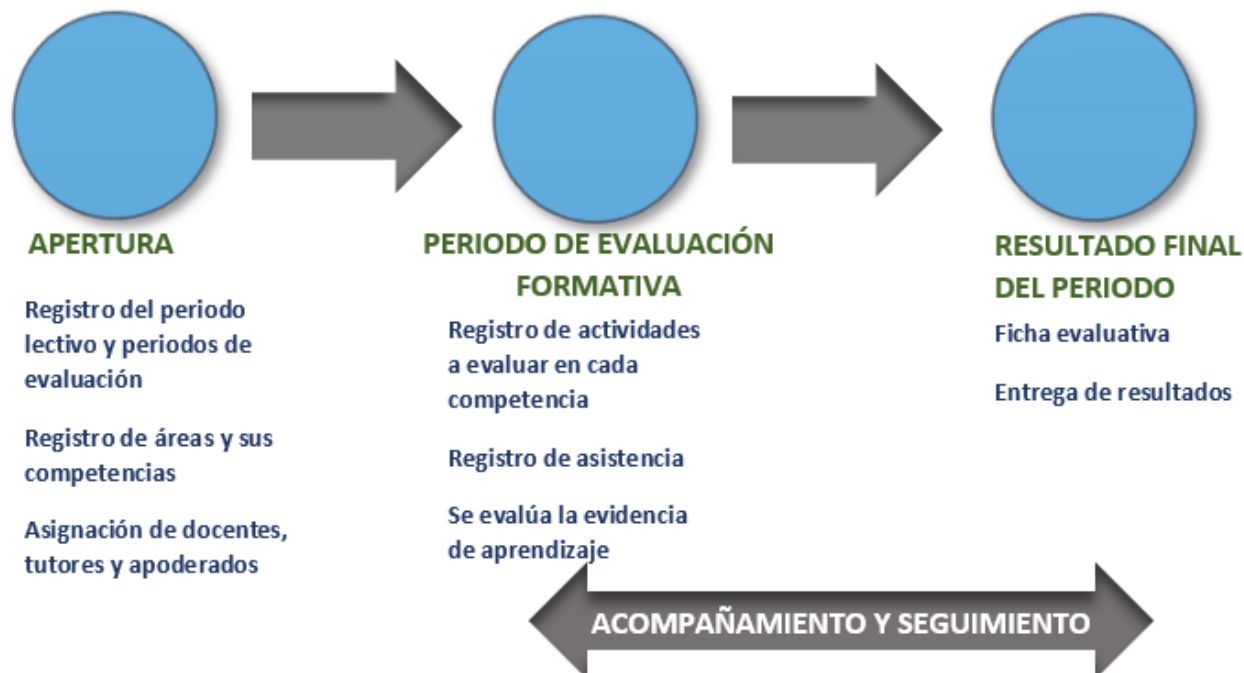 APERTURA
Registro del periodo
lectivo y periodos de
evaluación
Registro de áreas y sus
competencias
Asignación de docentes,
tutores y apoderados
PERIODO DE EVALUACIÓN
FORMATIVA
Registro de actividades
a evaluar en cada
competencia
Registro de asistencia
Se evalúa la evidencia
de aprendizaje
RESULTADO FINAL
DEL PERIODO
Ficha evaluativa
Entrega de resultados
ACOMPAÑAMIENTO Y SEGUIMIENTO